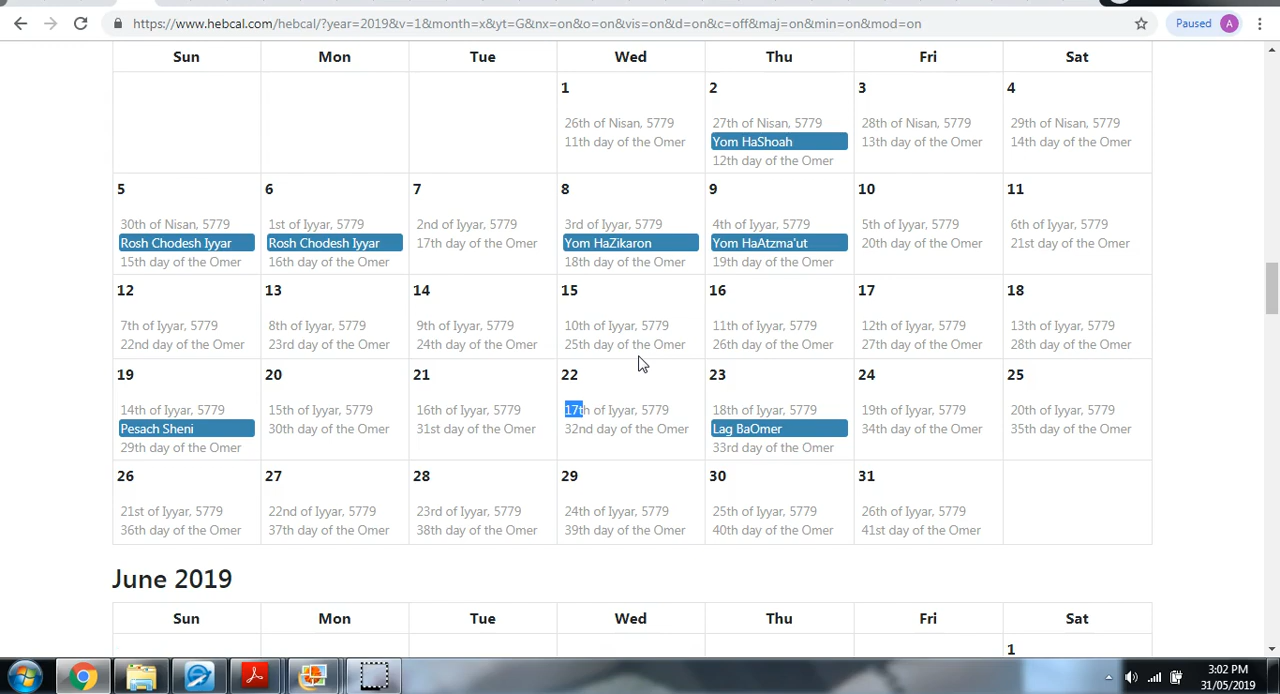 https://www.hebcal.com/hebcal/?year=2019&v=1&month=x&yt=G&nx=on&o=on&vis=on&d=on&c=off&maj=on&min=on&mod=on
Paused A
Sun Mon Tue Wed Thu Fri Sat
1 2 3 4
26th of Nisan, 5779 27th of Nisan, 5779 28th of Nisan, 5779 29th of Nisan, 5779
11th day of the Omer Yom HaShoah 13th day of the Omer 14th day of the Omer
12th day of the Omer
5 6 7 8 9 10 11
30th of Nisan, 5779 1st of Iyyar, 5779 2nd of Iyyar, 5779 3rd of Iyyar, 5779 4th of Iyyar, 5779 5th of Iyyar, 5779 6th of Iyyar, 5779
Rosh Chodesh Iyyar Rosh Chodesh Iyyar 17th day of the Omer Yom HaZikaron Yom HaAtzma'ut 20th day of the Omer 21st day of the Omer
15th day of the Omer 16th day of the Omer 18th day of the Omer 19th day of the Omer
12 13 14 15 16 17 18
7th of Iyyar, 5779 8th of Iyyar, 5779 9th of Iyyar, 5779 10th of Iyyar, 5779 11th of Iyyar, 5779 12th of Iyyar, 5779 13th of Iyyar, 5779
22nd day of the Omer 23rd day of the Omer 24th day of the Omer 25th day of the Omer 26th day of the Omer 27th day of the Omer 28th day of the Omer
19 20 21 22 23 24 25
14th of Iyyar, 5779 15th of Iyyar, 5779 16th of Iyyar, 5779 17th of Iyyar, 5779 18th of Iyyar, 5779 19th of Iyyar, 5779 20th of Iyyar, 5779
Pesach Sheni 30th day of the Omer 31st day of the Omer 32nd day of the Omer Lag BaOmer 34th day of the Omer 35th day of the Omer
29th day of the Omer 33rd day of the Omer
26 27 28 29 30 31
21st of Iyyar, 5779 22nd of Iyyar, 5779 23rd of Iyyar, 5779 24th of Iyyar, 5779 25th of Iyyar, 5779 26th of Iyyar, 5779
36th day of the Omer 37th day of the Omer 38th day of the Omer 39th day of the Omer 40th day of the Omer 41st day of the Omer
June 2019
Sun Mon Tue Wed Thu Fri Sat
1
3:02 PM
31/05/2019